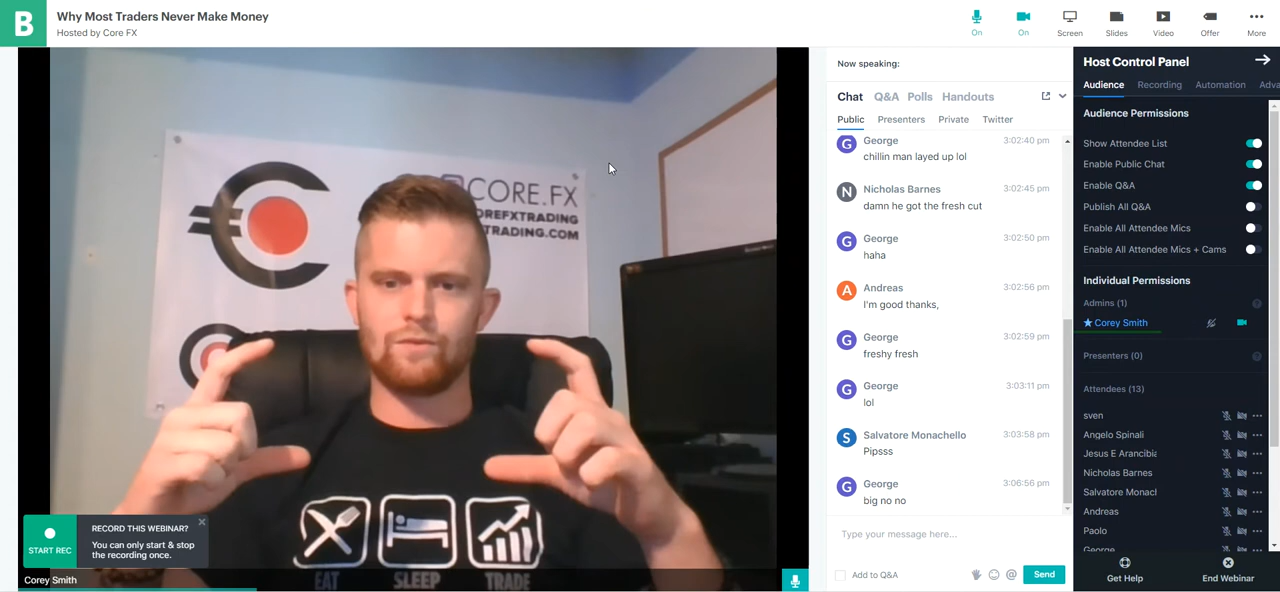 B
Why Most Traders Never Make Money
Hosted by Core FX
On
On
Screen
Slides
Video
Offer
More
CORE.FX
OREFXTRADING
TRADING.COM
EAT
SLEEP
TRADE
START REC
RECORD THIS WEBINAR?
You can only start & stop
the recording once.
Corey Smith
Now speaking:
Chat
Q&A
Polls
Handouts
Public
Presenters
Private
Twitter
G
George
3:02:40 pm
chillin man layed up lol
N
Nicholas Barnes
3:02:45 pm
damn he got the fresh cut
G
George
3:02:50 pm
haha
A
Andreas
3:02:56 pm
I'm good thanks,
G
George
3:02:59 pm
freshy fresh
G
George
3:03:11 pm
lol
S
Salvatore Monachello
3:03:58 pm
Pipsss
G
George
3:06:56 pm
big no no
Type your message here...
Add to Q&A
@
Send
Host Control Panel
Audience
Recording
Automation
Adva
Audience Permissions
Show Attendee List
Enable Public Chat
Enable Q&A
Publish All Q&A
Enable All Attendee Mics
Enable All Attendee Mics + Cams
Individual Permissions
Admins (1)
Corey Smith
Presenters (0)
Attendees (13)
sven
Angelo Spinali
Jesus E Arancibia
Nicholas Barnes
Salvatore Monacl
Andreas
Paolo
George
Get Help
End Webinar